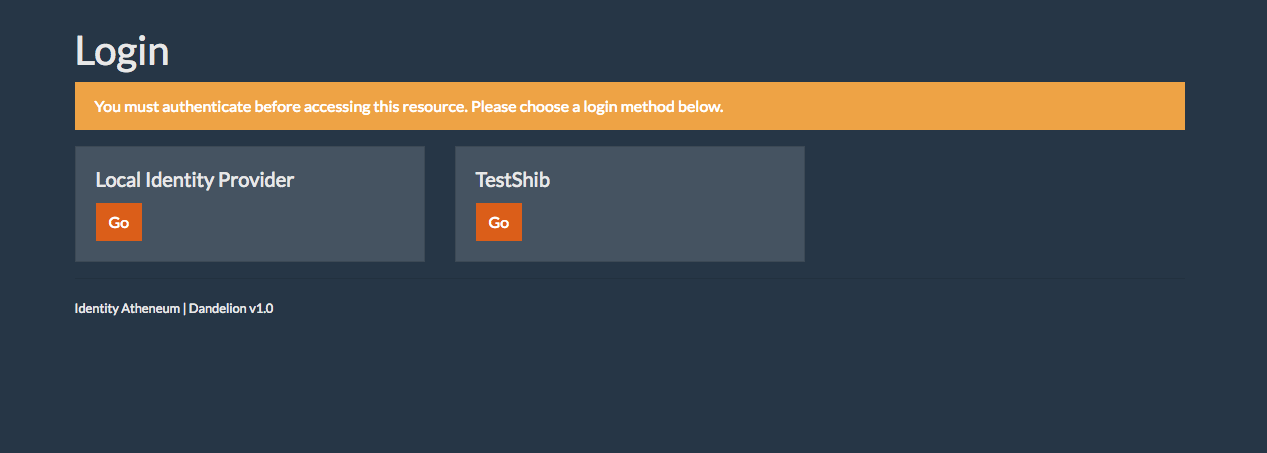 Login
You must authenticate before accessing this resource. Please choose a login method below.
Local Identity Provider
Go
TestShib
Go
Identity Atheneum | Dandelion v1.0